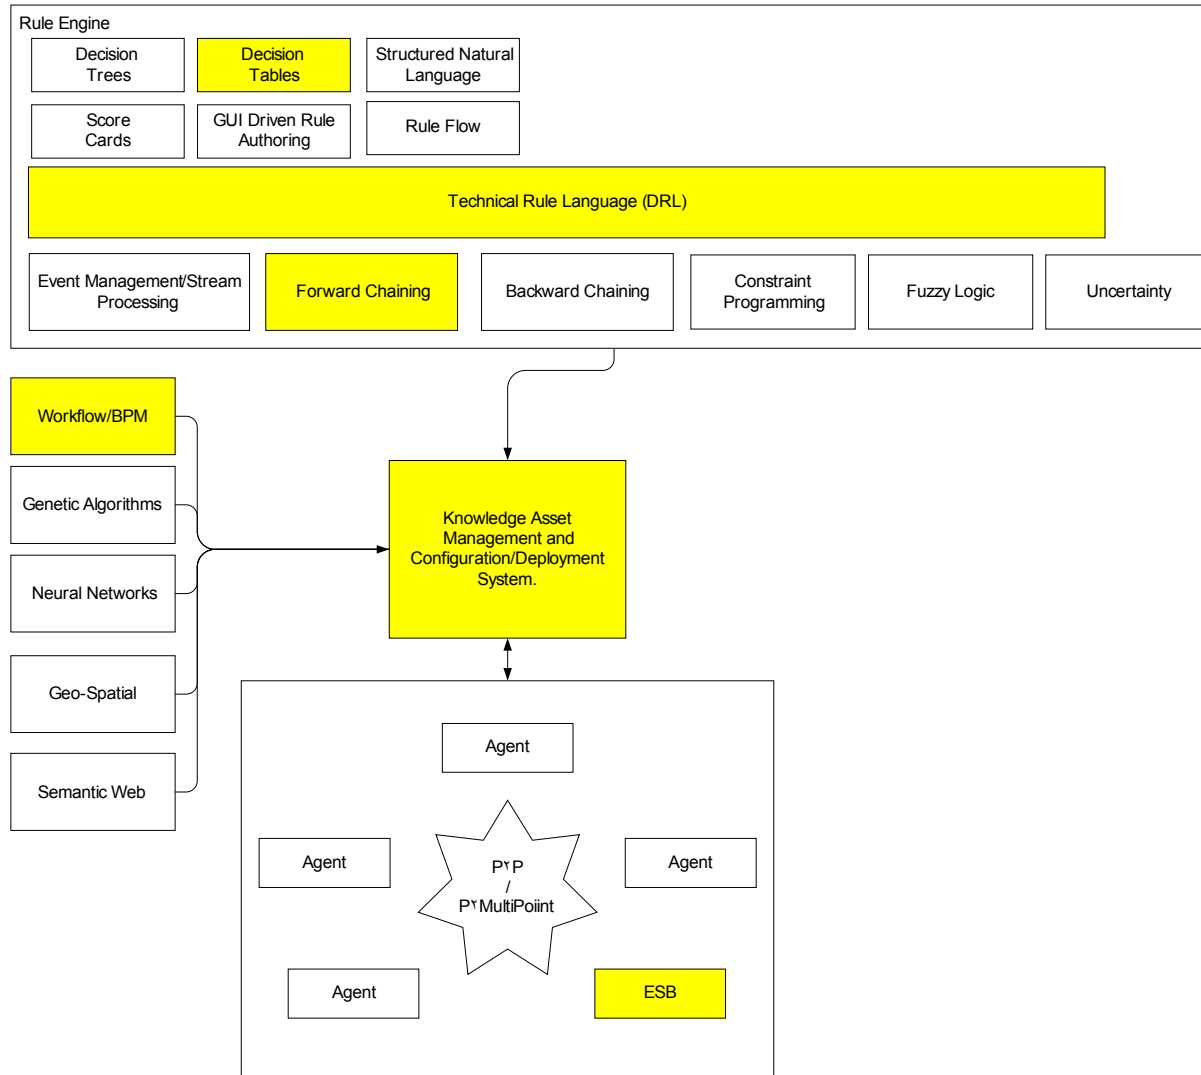 Rule Engine
Decision
Trees
Decision
Tables
Structured Natural
Language
Score
Cards
GUI Driven Rule
Authoring
Rule Flow
Technical Rule Language (DRL)
Event Management/Stream
Processing
Forward Chaining
Backward Chaining
Constraint
Programming
Fuzzy Logic
Uncertainty
Workflow/BPM
Genetic Algorithms
Neural Networks
Geo-Spatial
Semantic Web
Knowledge Asset
Management and
Configuration/Deployment
System.
Agent
Agent
Agent
P۲P
/
P۲MultiPoiint
Agent
ESB